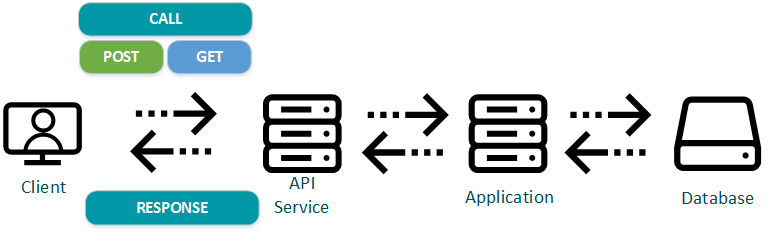 CALL
POST
GET
Client
RESPONSE
API
Service
Application
Database